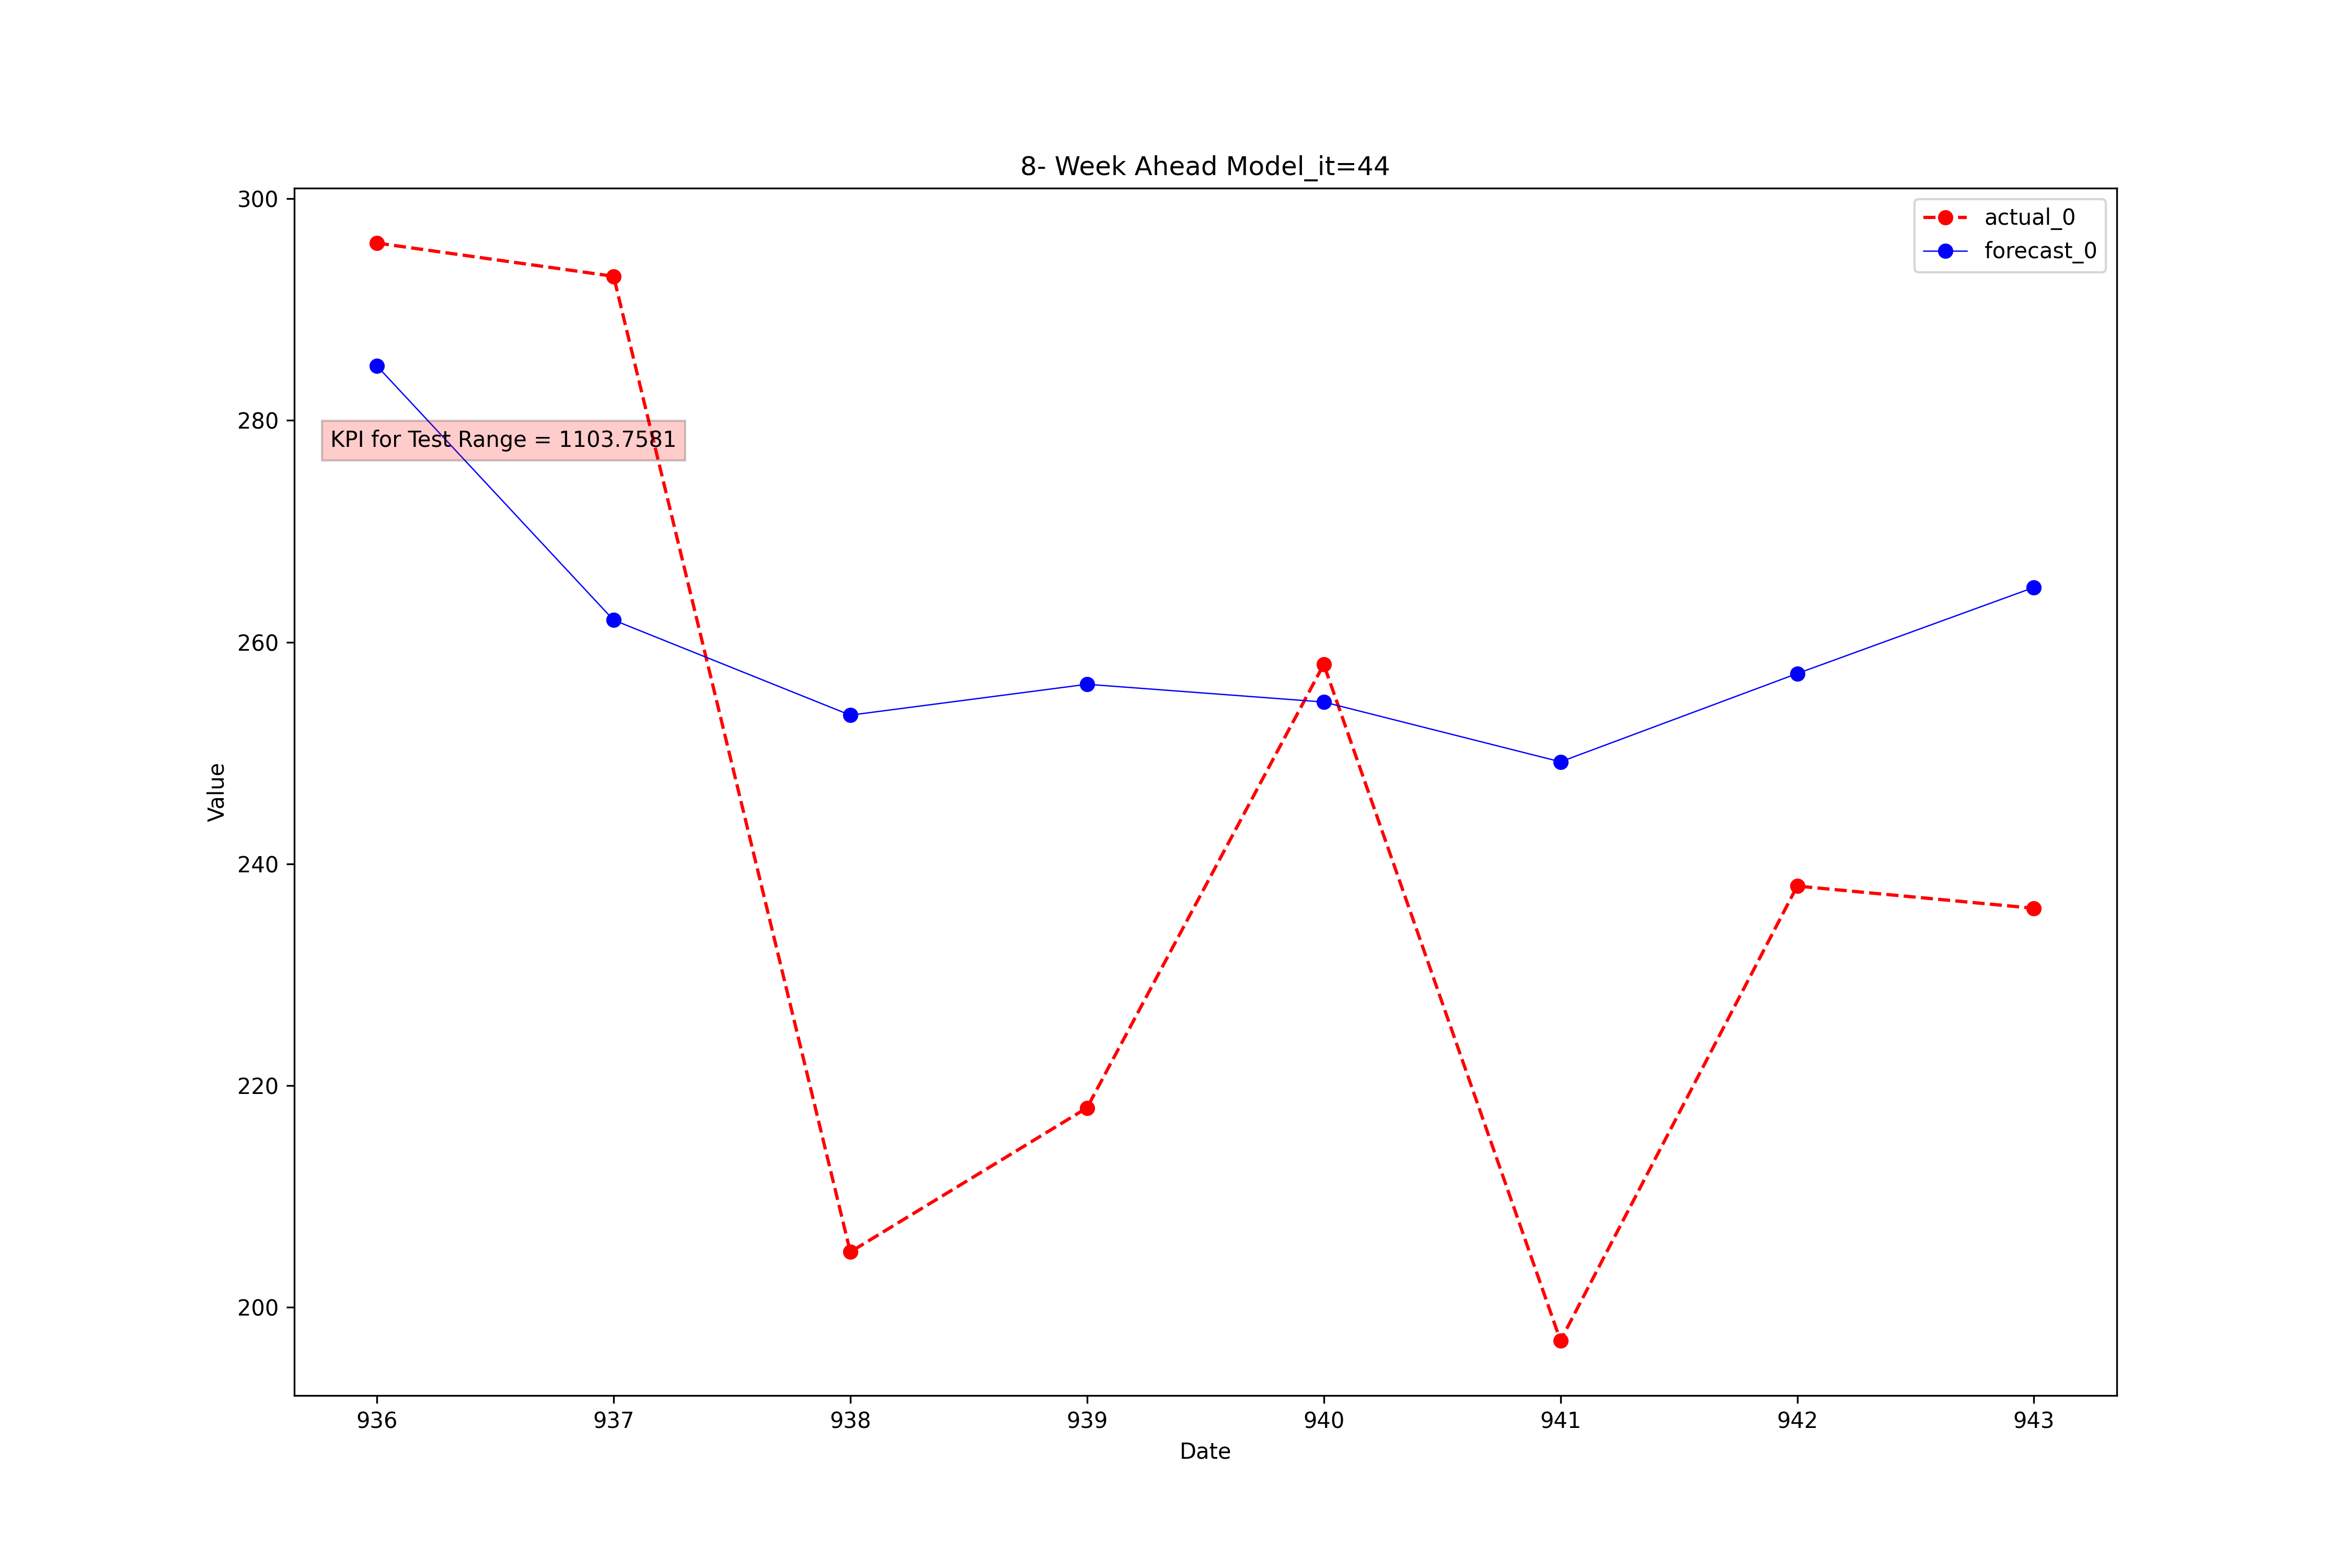 8- Week Ahead Model_it=44
300
280
260
240
220
200
Value
KPI for Test Range = 1103.7581
actual_0
forecast_0
936 937 938 939 940 941 942 943
Date